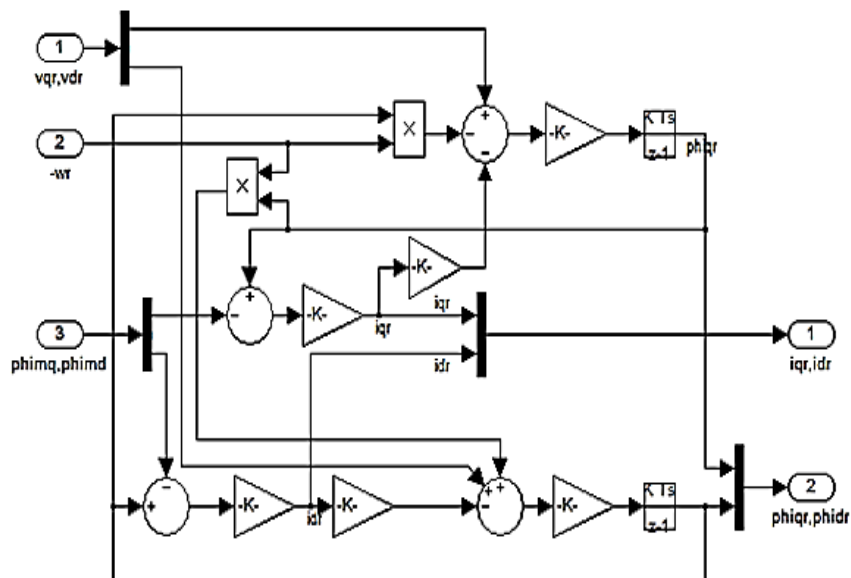 1
vqr,vdr
2
-wr
X
X
+
-
-
-K-
K Ts
z-1
phiqr
+
-
-K-
iqr
-K-
iqr
idr
3
phimq,phimd
1
iqr,idr
-
+
-K-
idr
-K-
+
+
-
-K-
K Ts
z-1
2
phiqr,phidr